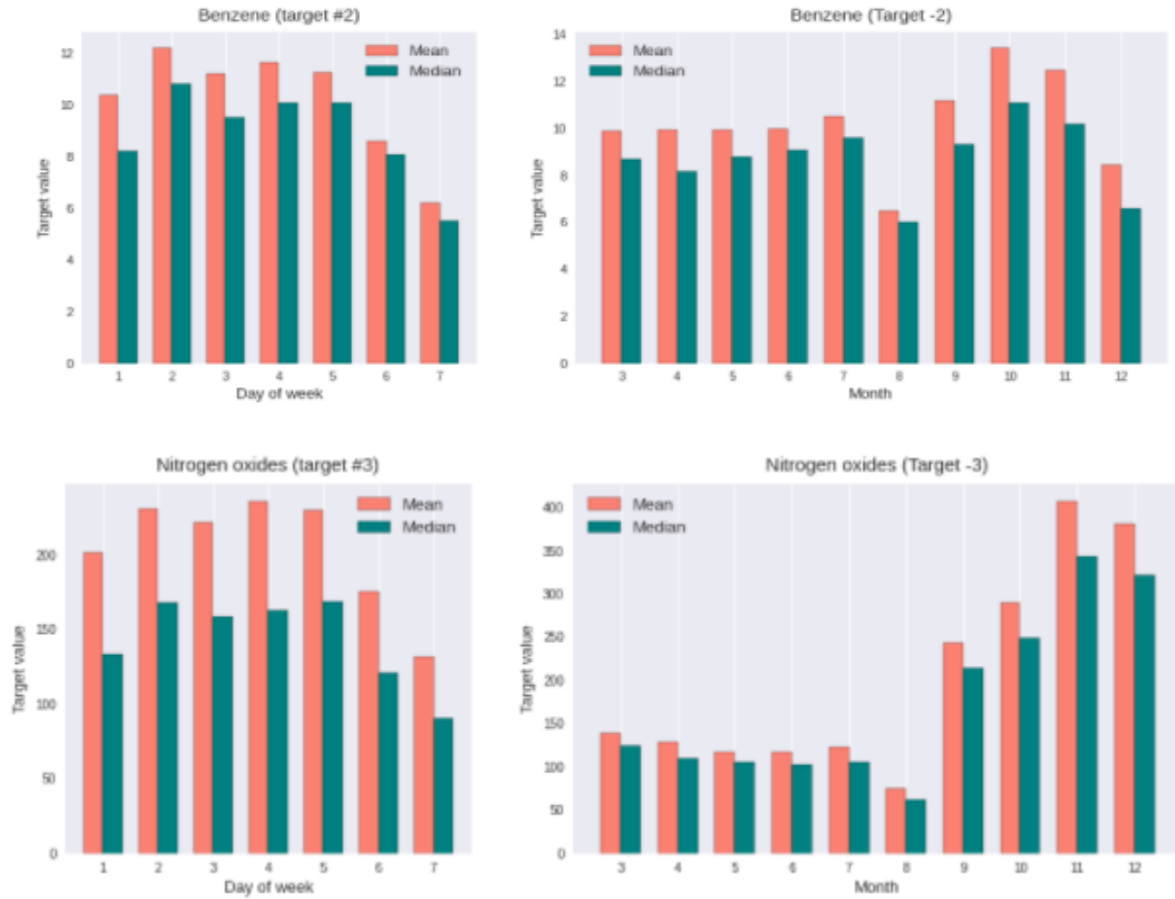 Benzene (target #2)
Mean
Median
12
10
8
6
4
2
0
Target value
1 2 3 4 5 6 7
Day of week
Benzene (Target -2)
Mean
Median
14
12
10
8
6
4
2
0
Target value
3 4 5 6 7 8 9 10 11 12
Month
Nitrogen oxides (target #3)
Mean
Median
200
150
100
50
0
Target value
1 2 3 4 5 6 7
Day of week
Nitrogen oxides (Target -3)
Mean
Median
400
350
300
250
200
150
100
50
0
Target value
3 4 5 6 7 8 9 10 11 12
Month